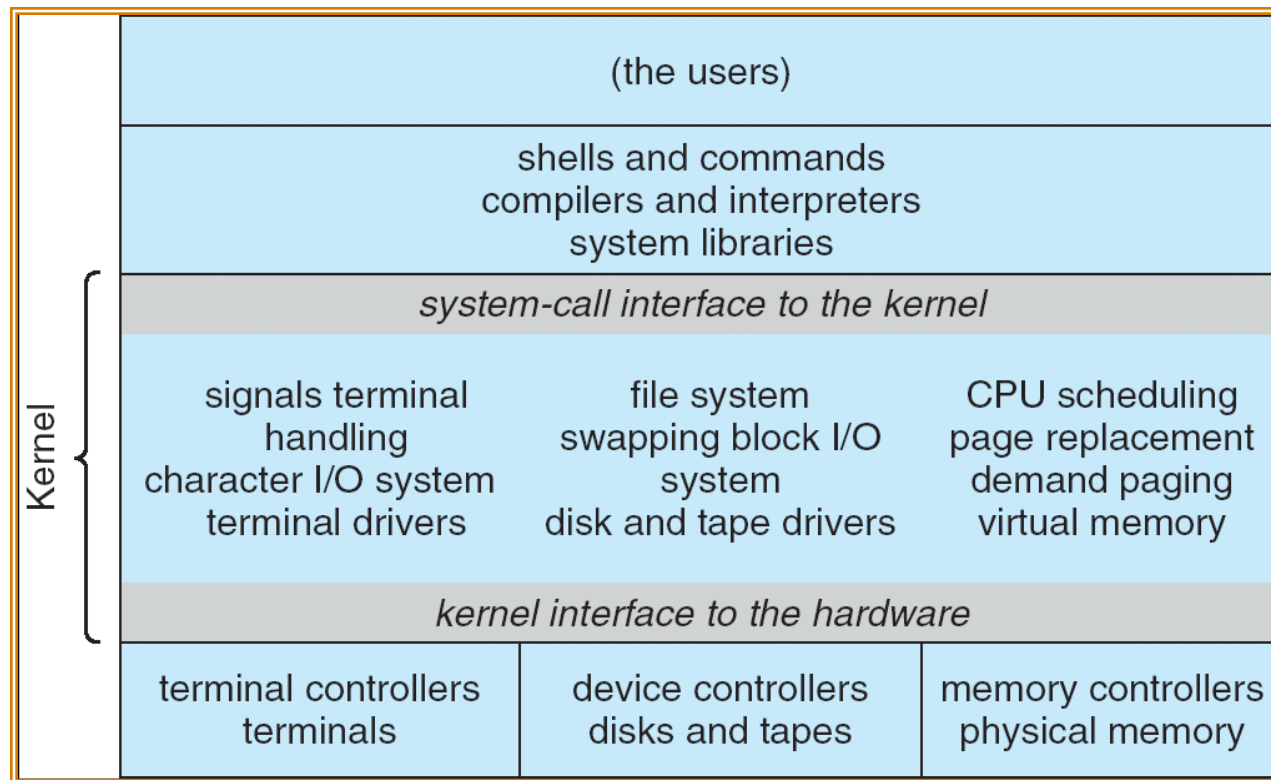 (the users)
shells and commands
compilers and interpreters
system libraries
Kernel
system-call interface to the kernel
signals terminal
handling
character I/O system
terminal drivers
file system
swapping block I/O
system
disk and tape drivers
CPU scheduling
page replacement
demand paging
virtual memory
kernel interface to the hardware
terminal controllers
terminals
device controllers
disks and tapes
memory controllers
physical memory